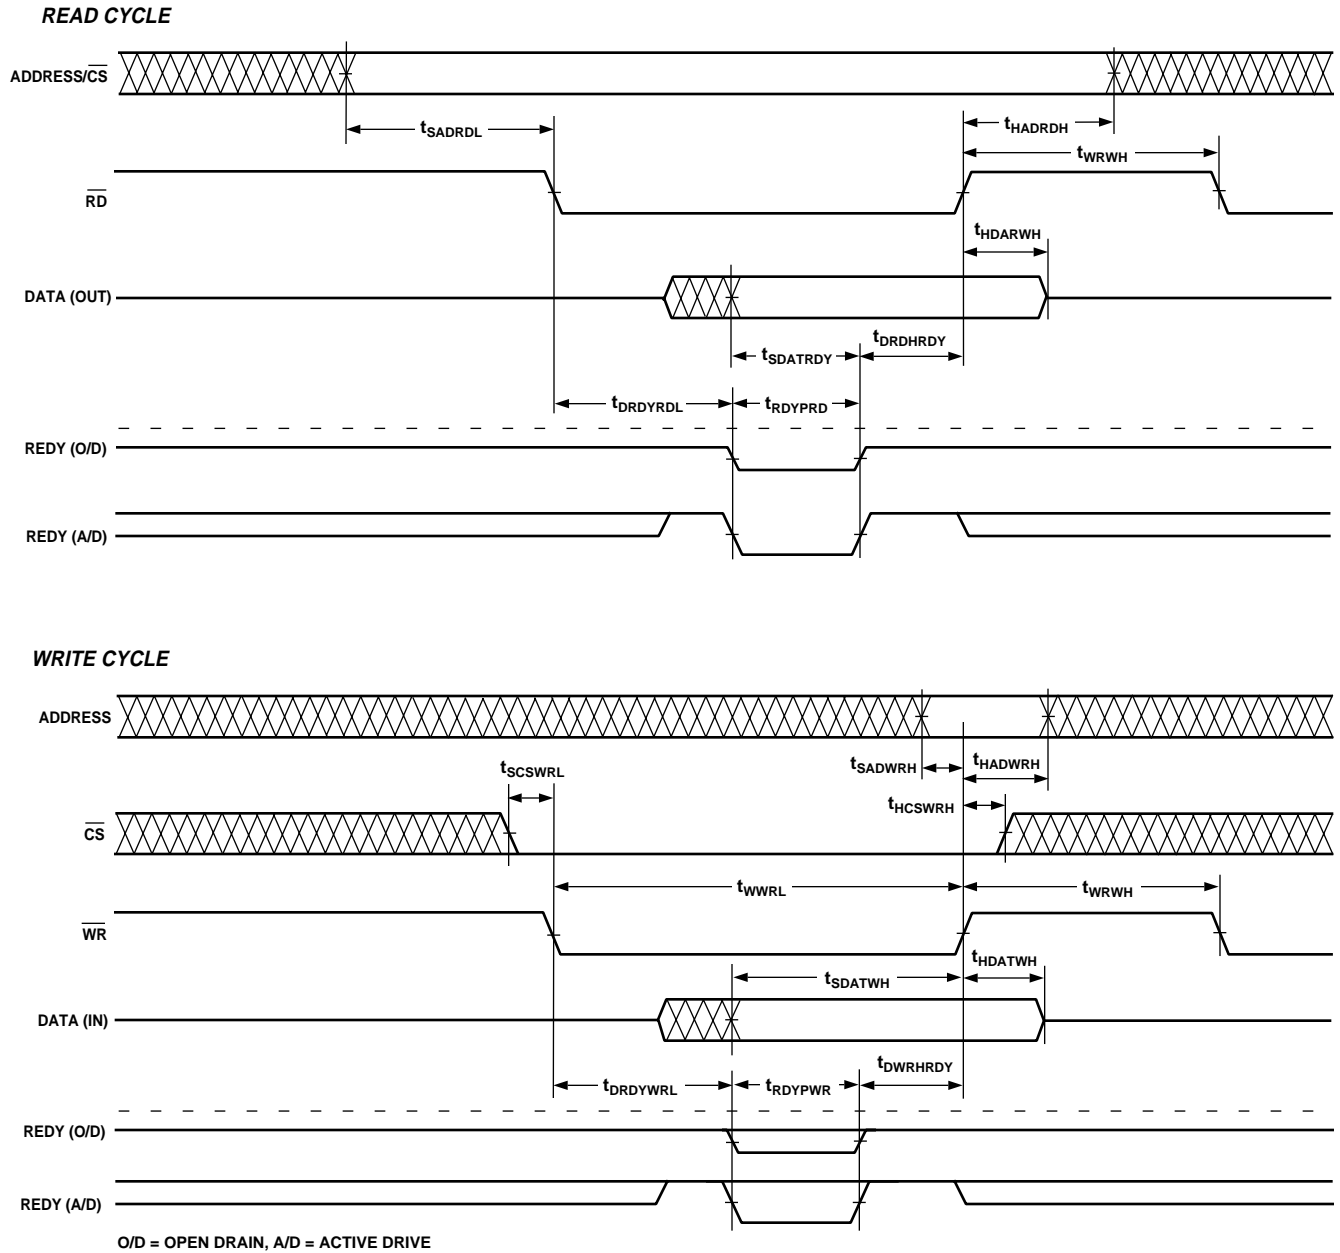 READ CYCLE
ADDRESS/CS
tSADRDL
tHADRDH
tWRWH
RD
tHDARWH
DATA (OUT)
tSDATRDY
tDRDHRDY
tDRDYRDL
tRDYPRD
REDY (O/D)
REDY (A/D)
WRITE CYCLE
ADDRESS
tSCSWRL
tSADWRH
tHADWRH
tHCSWRH
CS
tWWRL
tWRWH
WR
tSDATWH
tHDATWH
DATA (IN)
tDRDYWRL
tRDYPWR
tDWRHRDY
REDY (O/D)
REDY (A/D)
O/D = OPEN DRAIN, A/D = ACTIVE DRIVE